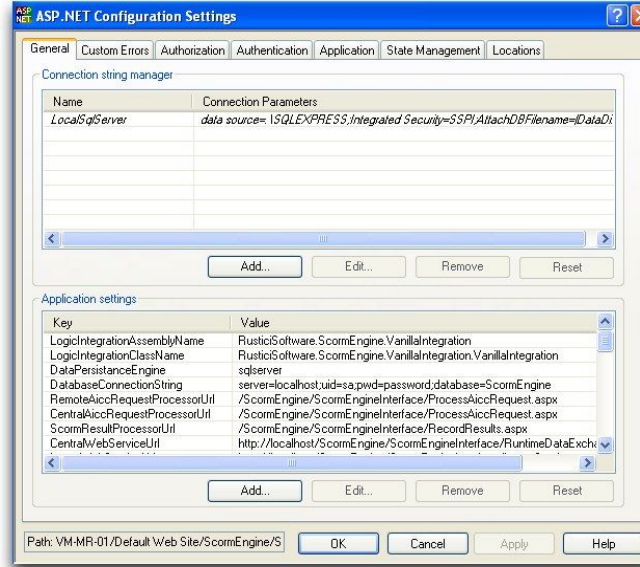 ASP.NET Configuration Settings
General Custom Errors Authorization Authentication Application State Management Locations
Connection string manager
Name Connection Parameters
LocalSqlServer data source=.\SQLEXPRESS;Integrated Security=SSPI;AttachDBFilename=|DataDi
Add... Edit... Remove Reset
Application settings
Key Value
LogicIntegrationAssemblyName RusticiSoftware.ScormEngine.VanillaIntegration
LogicIntegrationClassName RusticiSoftware.ScormEngine.VanillaIntegration.VanillaIntegration
DataPersistanceEngine sqlserver
DatabaseConnectionString server=localhost;uid=sa;pwd=password;database=ScormEngine
RemoteAiccRequestProcessorUrl /ScormEngine/ScormEngineInterface/ProcessAiccRequest.aspx
CentralAiccRequestProcessorUrl /ScormEngine/ScormEngineInterface/ProcessAiccRequest.aspx
ScormResultProcessorUrl /ScormEngine/ScormEngineInterface/RecordResults.aspx
CentralWebServiceUrl http://localhost/ScormEngine/ScormEngineInterface/RuntimeDataExcha
Add... Edit... Remove Reset
Path: VM-MR-01/Default Web Site/ScormEngine/S OK Cancel Apply Help